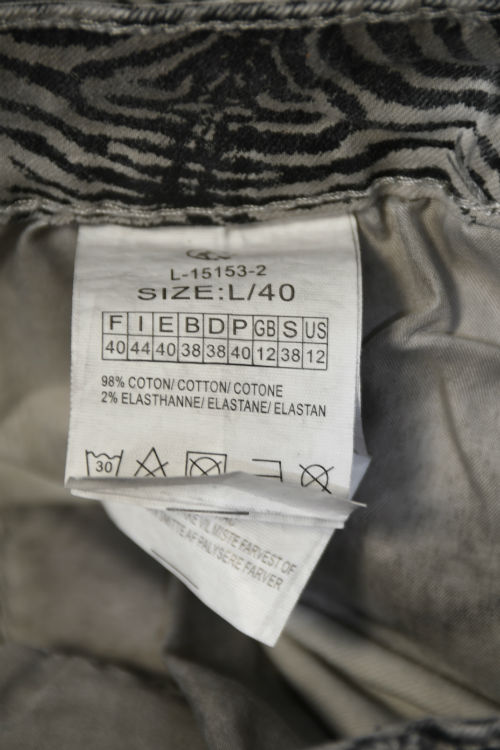 L-15153-2
SIZE:L/40
F I E B D P GB S US
40 44 40 38 38 40 12 38 12
98% COTON/ COTTON/ COTONE
2% ELASTHANNE/ ELASTANE/ ELASTAN
30
VIL MISTE FARVEST OF
AF PALYSERE FARVER